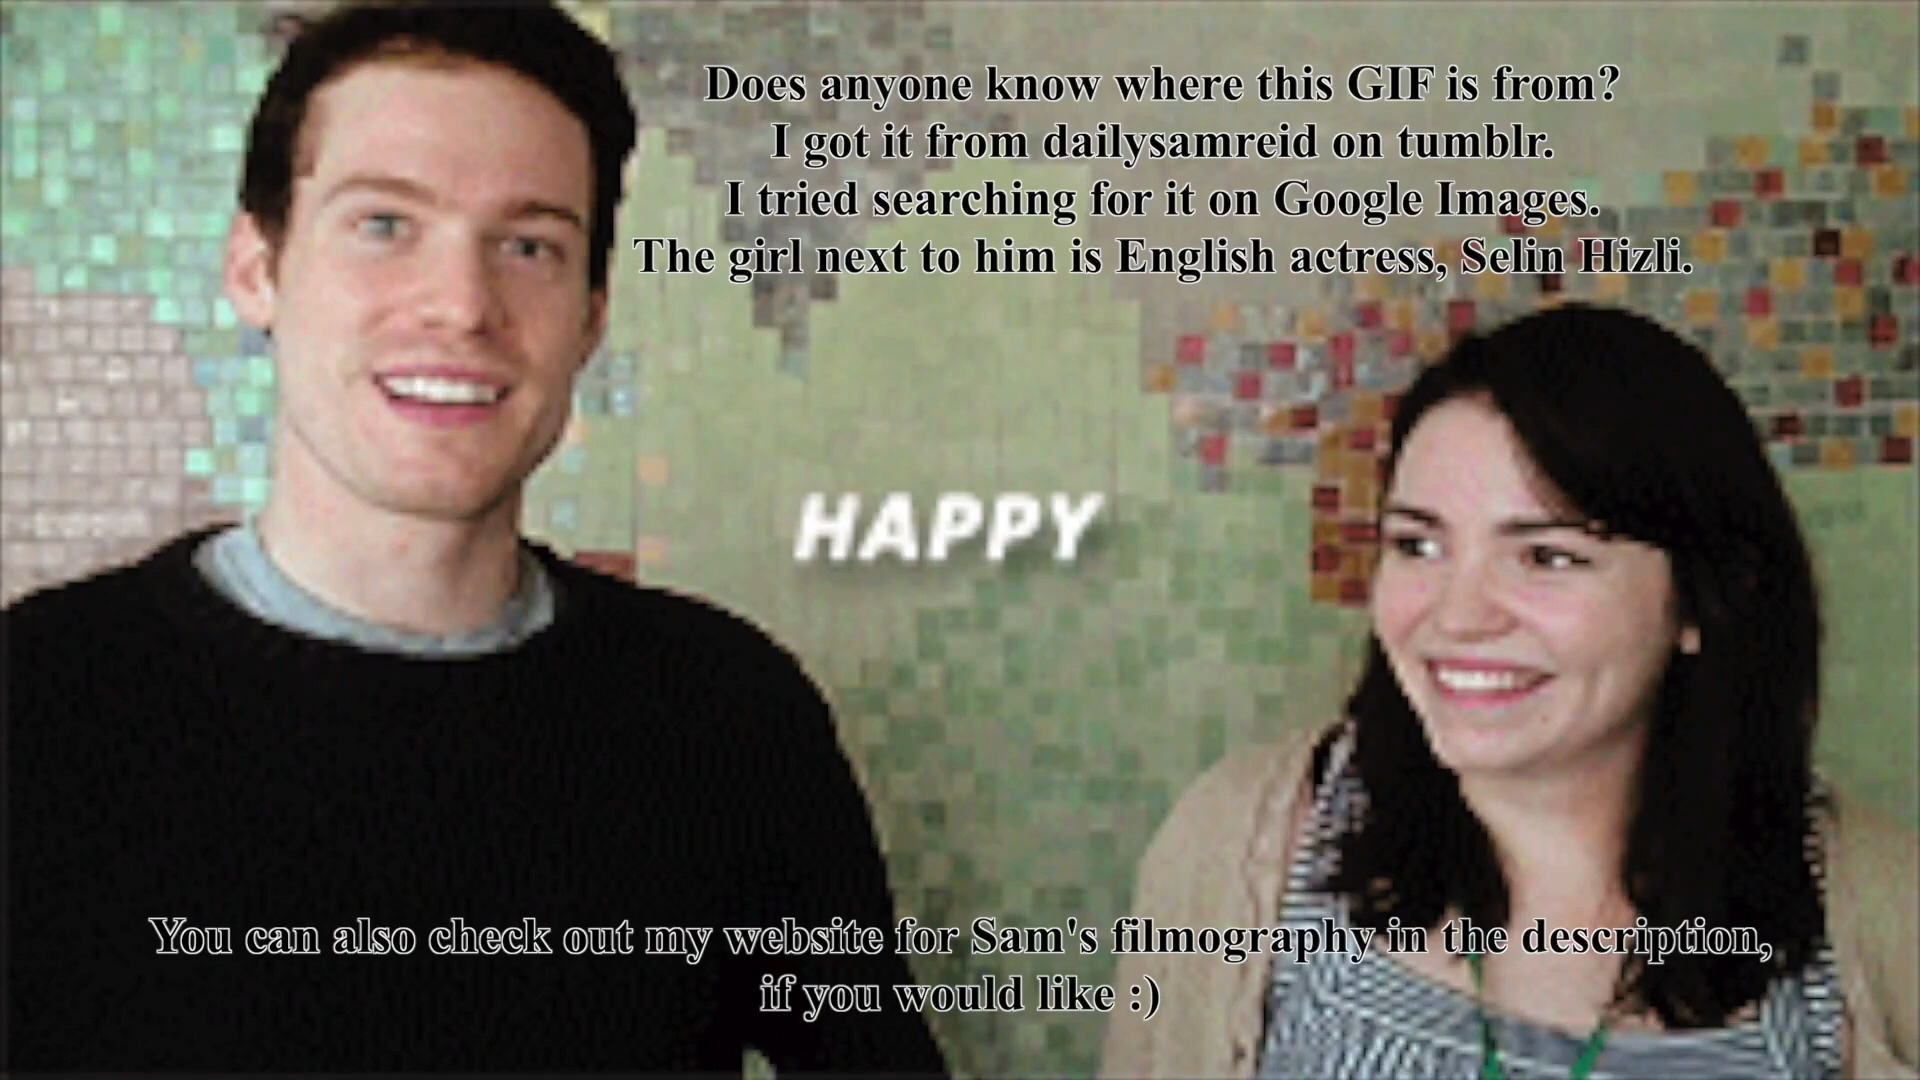 Does anyone know where this GIF is from?
I got it from dailysamreid on tumblr.
I tried searching for it on Google Images.
The girl next to him is English actress, Selin Hizli.
HAPPY
You can also check out my website for Sam's filmography in the description,
if you would like :)